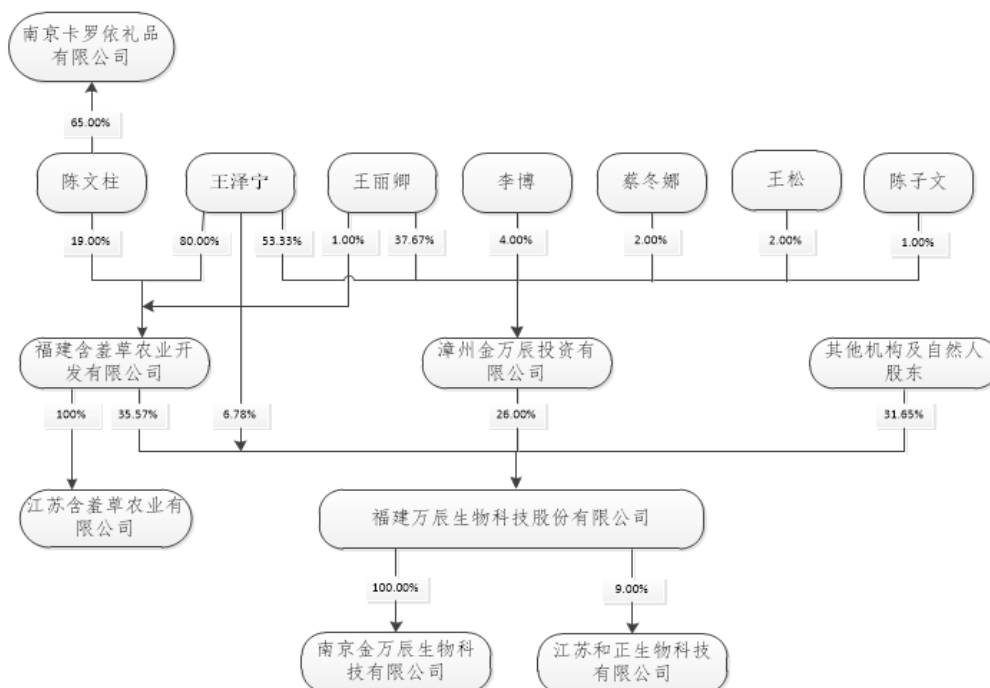 南京卡罗依礼品
有限公司
65.00%
陈文柱
王泽宁
王丽卿
李博
蔡冬娜
王松
陈子文
19.00%
80.00%
53.33%
1.00%
37.67%
4.00%
2.00%
2.00%
1.00%
福建含羞草农业开
发有限公司
漳州金万辰投资有
限公司
其他机构及自然人
股东
100%
35.57%
6.78%
26.00%
31.65%
江苏含羞草农业有
限公司
福建万辰生物科技股份有限公司
100.00%
9.00%
南京金万辰生物科
技有限公司
江苏和正生物科技
有限公司